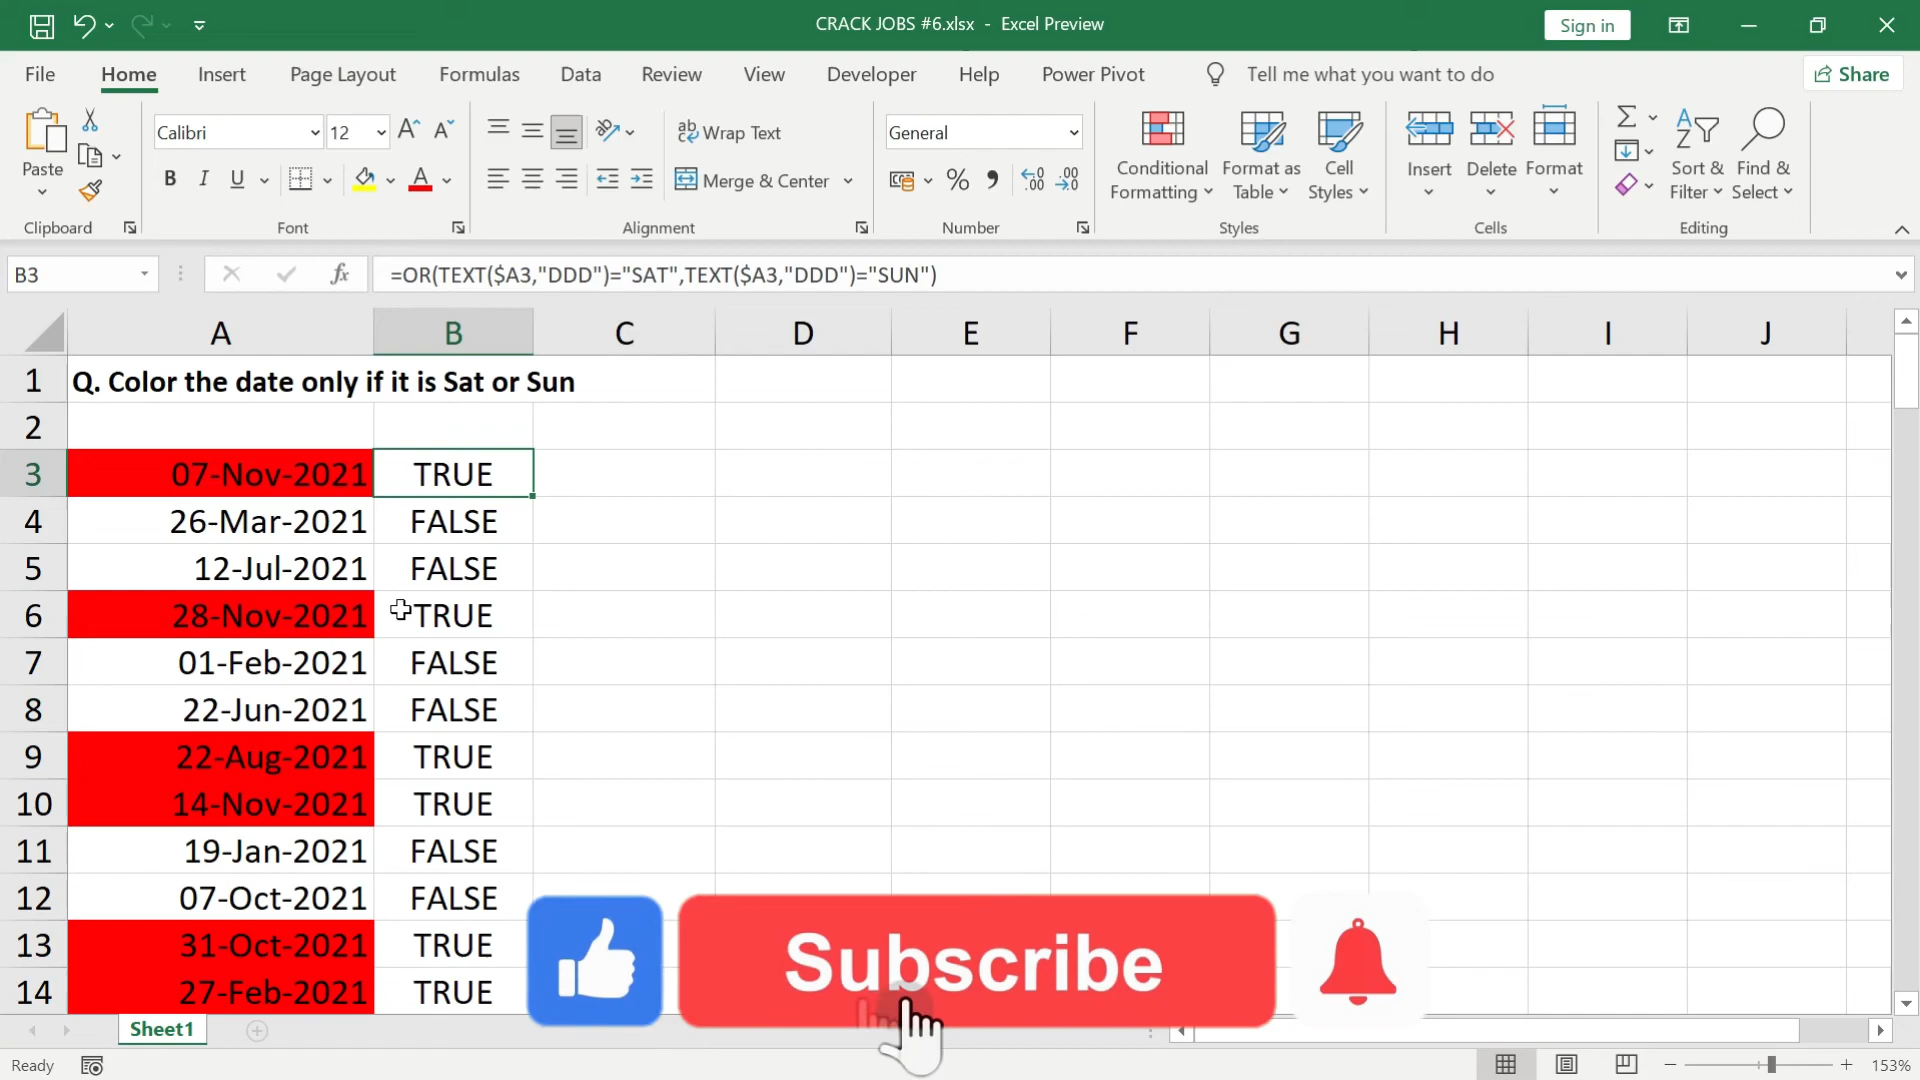 CRACK JOBS #6.xlsx - Excel Preview
Sign in
File Home Insert Page Layout Formulas Data Review View Developer Help Power Pivot Tell me what you want to do Share
Paste
Clipboard
Calibri 12
B I U
Font
Wrap Text
Merge & Center
Alignment
General
% , .00
Number
Conditional Formatting
Format as Table
Cell Styles
Styles
Insert
Delete
Format
Cells
Sort & Filter
Find & Select
Editing
B3 fx =OR(TEXT($A3,"DDD")="SAT",TEXT($A3,"DDD")="SUN")
A B C D E F G H I J
1 Q. Color the date only if it is Sat or Sun
2
3 07-Nov-2021 TRUE
4 26-Mar-2021 FALSE
5 12-Jul-2021 FALSE
6 28-Nov-2021 TRUE
7 01-Feb-2021 FALSE
8 22-Jun-2021 FALSE
9 22-Aug-2021 TRUE
10 14-Nov-2021 TRUE
11 19-Jan-2021 FALSE
12 07-Oct-2021 FALSE
13 31-Oct-2021 TRUE
14 27-Feb-2021 TRUE
Subscribe
Sheet1
Ready
153%